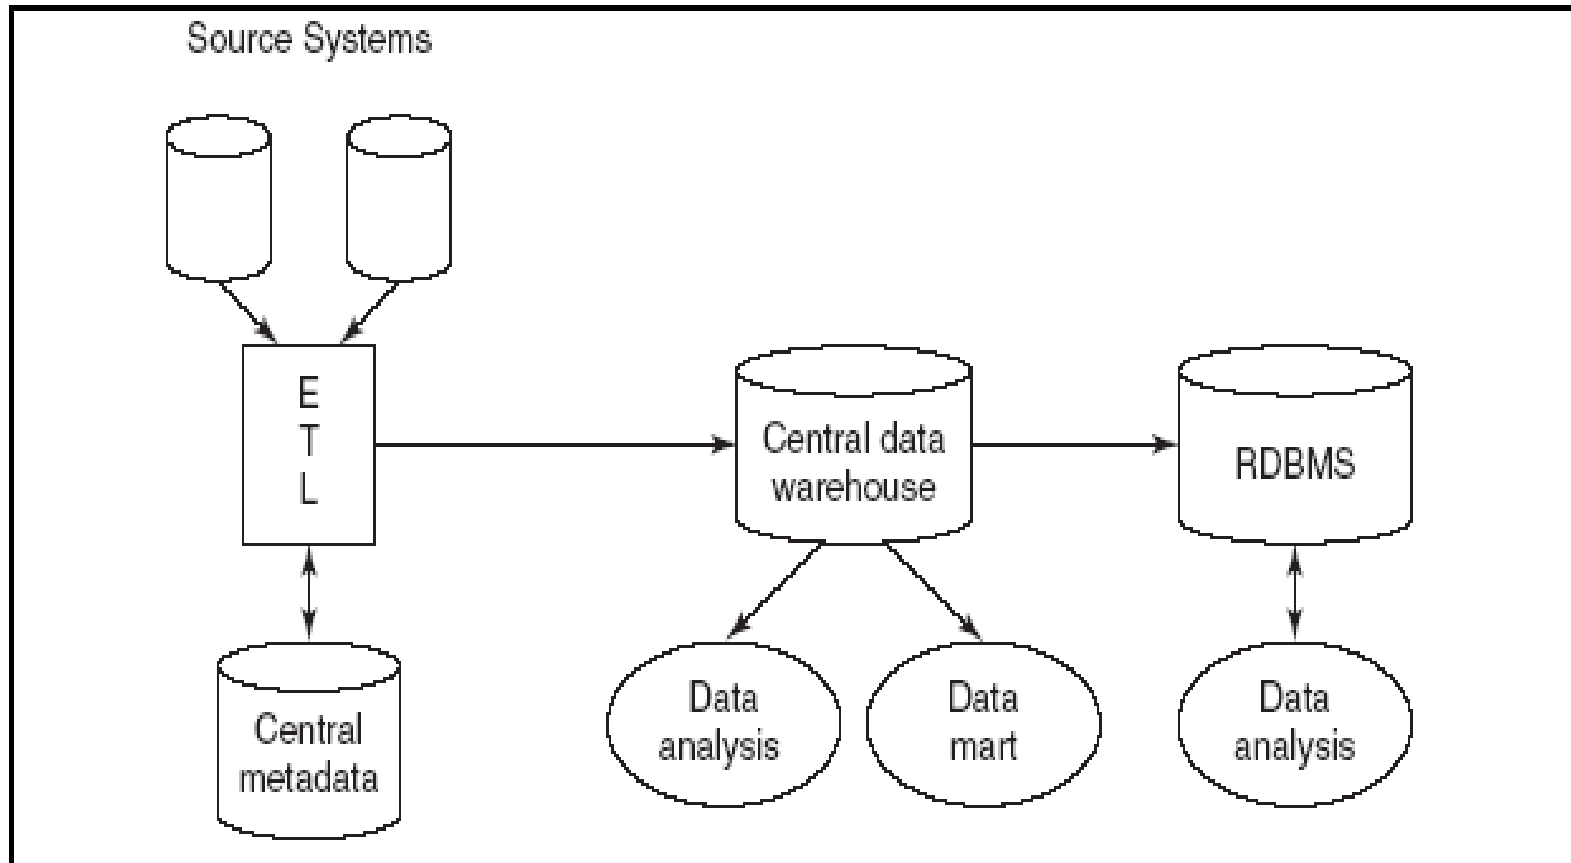 Source Systems
E
T
L
Central data
warehouse
RDBMS
Central
metadata
Data
analysis
Data
mart
Data
analysis